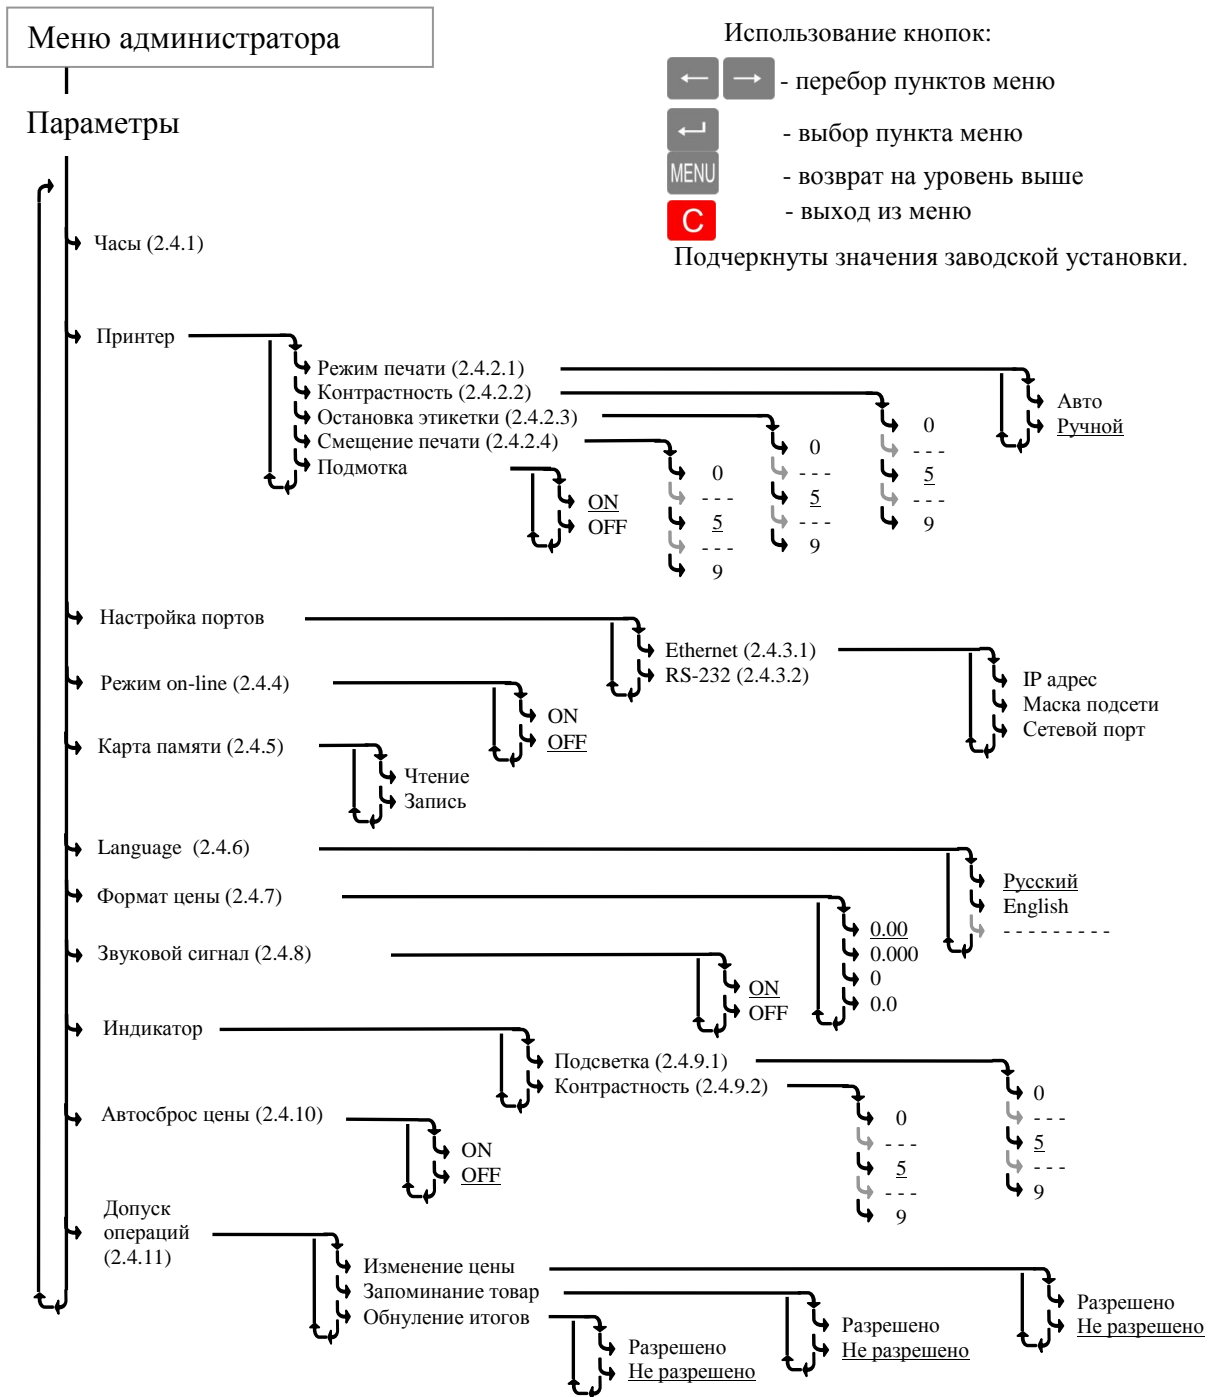 Меню администратора
Использование кнопок:
← → - перебор пунктов меню
Параметры
- выбор пункта меню
MENU - возврат на уровень выше
C - выход из меню
Подчеркнуты значения заводской установки.
Часы (2.4.1)
Принтер
Режим печати (2.4.2.1)
Контрастность (2.4.2.2)
Остановка этикетки (2.4.2.3)
Смещение печати (2.4.2.4)
Подмотка
ON
OFF
0
- - -
5
- - -
9
0
- - -
5
- - -
9
0
- - -
5
- - -
9
Авто
Ручной
Настройка портов
Ethernet (2.4.3.1)
RS-232 (2.4.3.2)
IP адрес
Маска подсети
Сетевой порт
Режим on-line (2.4.4)
ON
OFF
Карта памяти (2.4.5)
Чтение
Запись
Language (2.4.6)
Русский
English
- - - - - - - - -
Формат цены (2.4.7)
0.00
0.000
0
0.0
Звуковой сигнал (2.4.8)
ON
OFF
Индикатор
Подсветка (2.4.9.1)
Контрастность (2.4.9.2)
0
- - -
5
- - -
9
0
- - -
5
- - -
9
Автосброс цены (2.4.10)
ON
OFF
Допуск
операций
(2.4.11)
Изменение цены
Запоминание товар
Обнуление итогов
Разрешено
Не разрешено
Разрешено
Не разрешено
Разрешено
Не разрешено